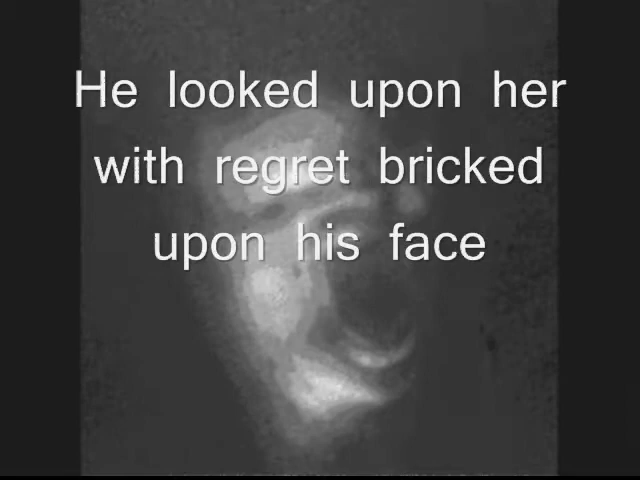 He looked upon her
with regret bricked
upon his face